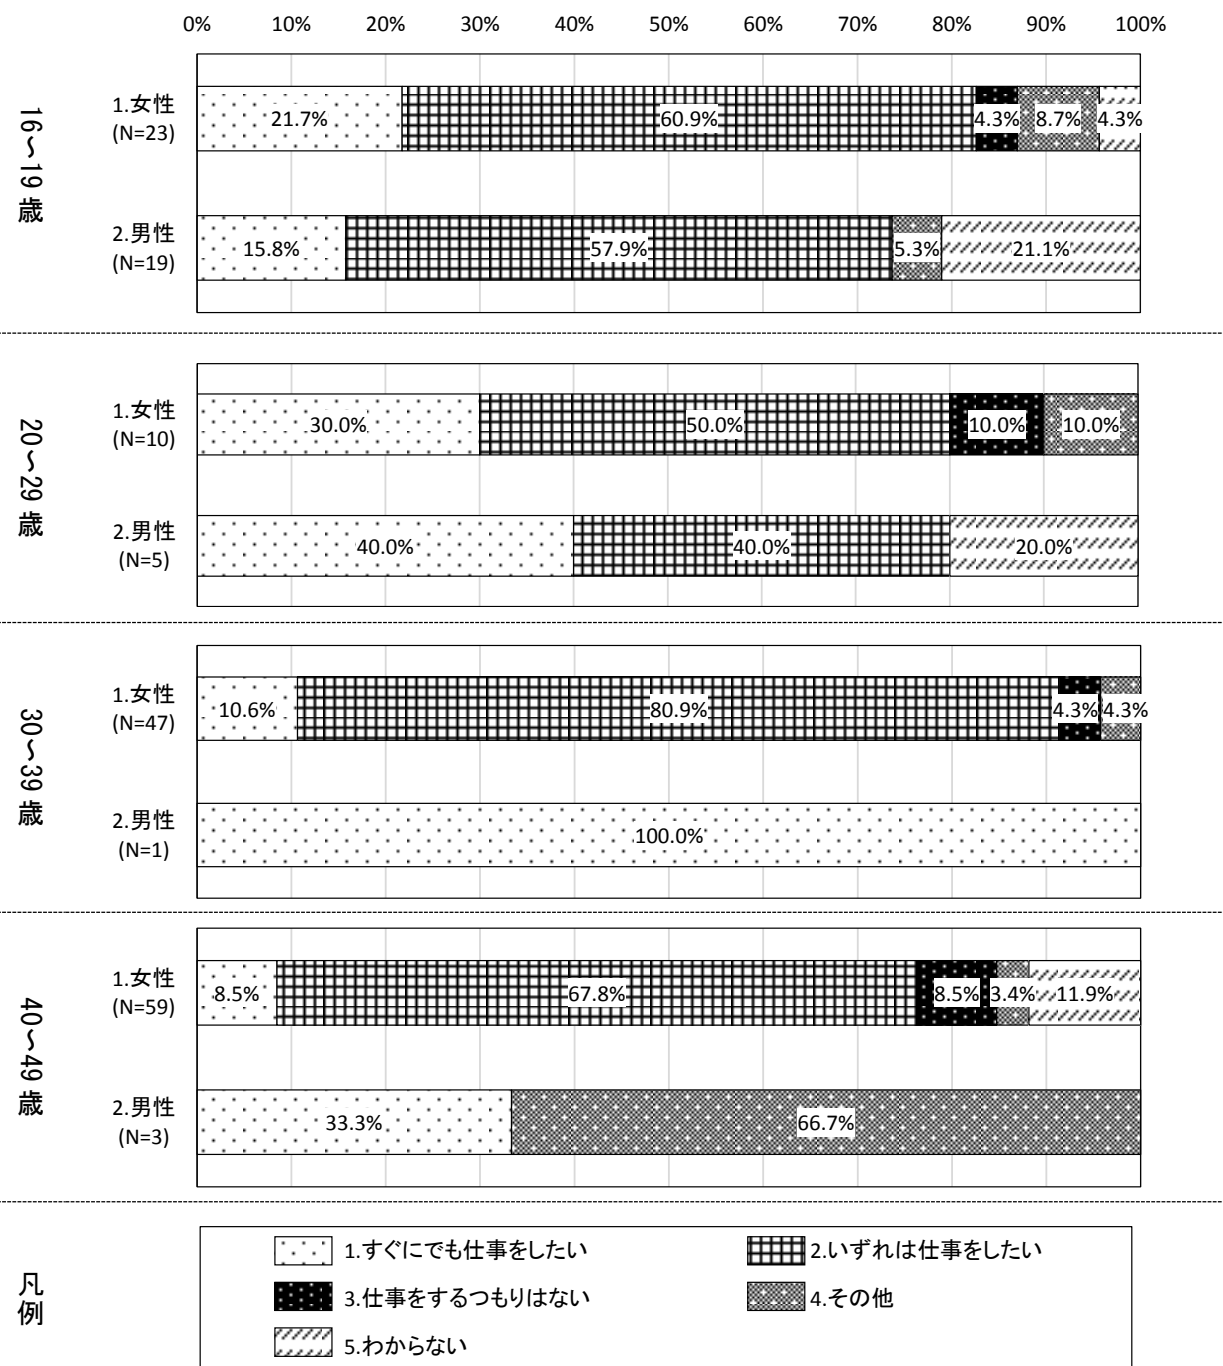 0% 10% 20% 30% 40% 50% 60% 70% 80% 90% 100%
16～19歳
1.女性
(N=23)
21.7% 60.9% 4.3% 8.7% 4.3%
2.男性
(N=19)
15.8% 57.9% 5.3% 21.1%
20～29歳
1.女性
(N=10)
30.0% 50.0% 10.0% 10.0%
2.男性
(N=5)
40.0% 40.0% 20.0%
30～39歳
1.女性
(N=47)
10.6% 80.9% 4.3% 4.3%
2.男性
(N=1)
100.0%
40～49歳
1.女性
(N=59)
8.5% 67.8% 8.5% 3.4% 11.9%
2.男性
(N=3)
33.3% 66.7%
凡例
1.すぐにでも仕事をしたい 2.いずれは仕事をしたい
3.仕事をするつもりはない 4.その他
5.わからない